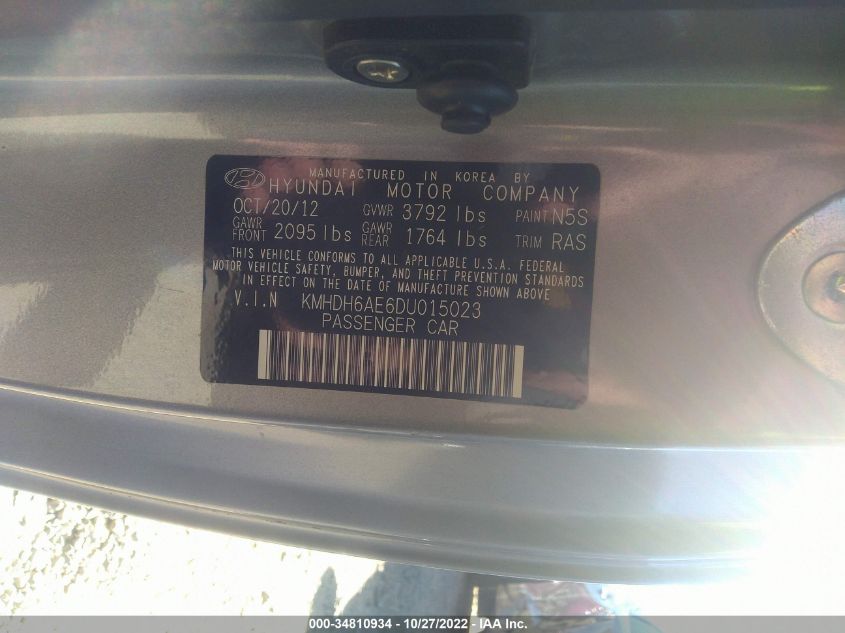 MANUFACTURED IN KOREA BY
HYUNDAI MOTOR COMPANY
OCT/20/12 GVWR 3792 lbs PAINT N5S
GAWR FRONT 2095 lbs GAWR REAR 1764 lbs TRIM RAS
THIS VEHICLE CONFORMS TO ALL APPLICABLE U.S.A. FEDERAL
MOTOR VEHICLE SAFETY, BUMPER, AND THEFT PREVENTION STANDARDS
IN EFFECT ON THE DATE OF MANUFACTURE SHOWN ABOVE
V.I.N KMHDH6AE6DU015023
PASSENGER CAR
000-34810934 - 10/27/2022 - IAA Inc.